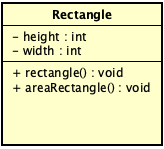 Rectangle
- height : int
- width : int
+ rectangle() : void
+ areaRectangle() : void